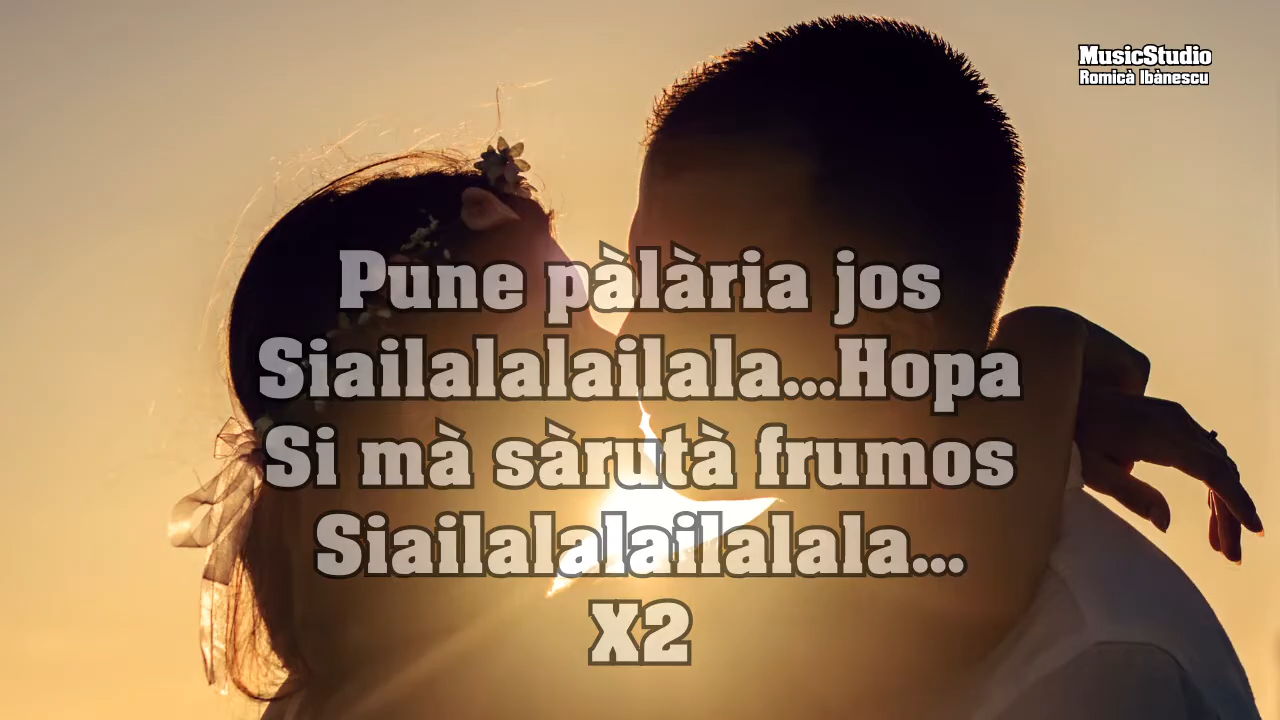 MusicStudio
Romicà Ibànescu
Pune pàlària jos
Siailalalailala...Hopa
Si mà sàrutà frumos
Siailalalailalala...
X2